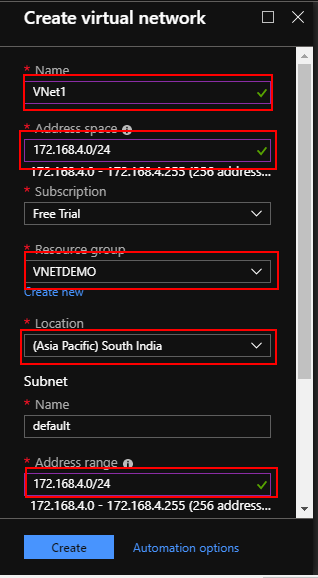 Create virtual network
* Name
VNet1
* Address space
172.168.4.0/24
172.168.4.0 - 172.168.4.255 (256 address...
* Subscription
Free Trial
* Resource group
VNETDEMO
Create new
* Location
(Asia Pacific) South India
Subnet
* Name
default
* Address range
172.168.4.0/24
172.168.4.0 - 172.168.4.255 (256 address...
Create
Automation options